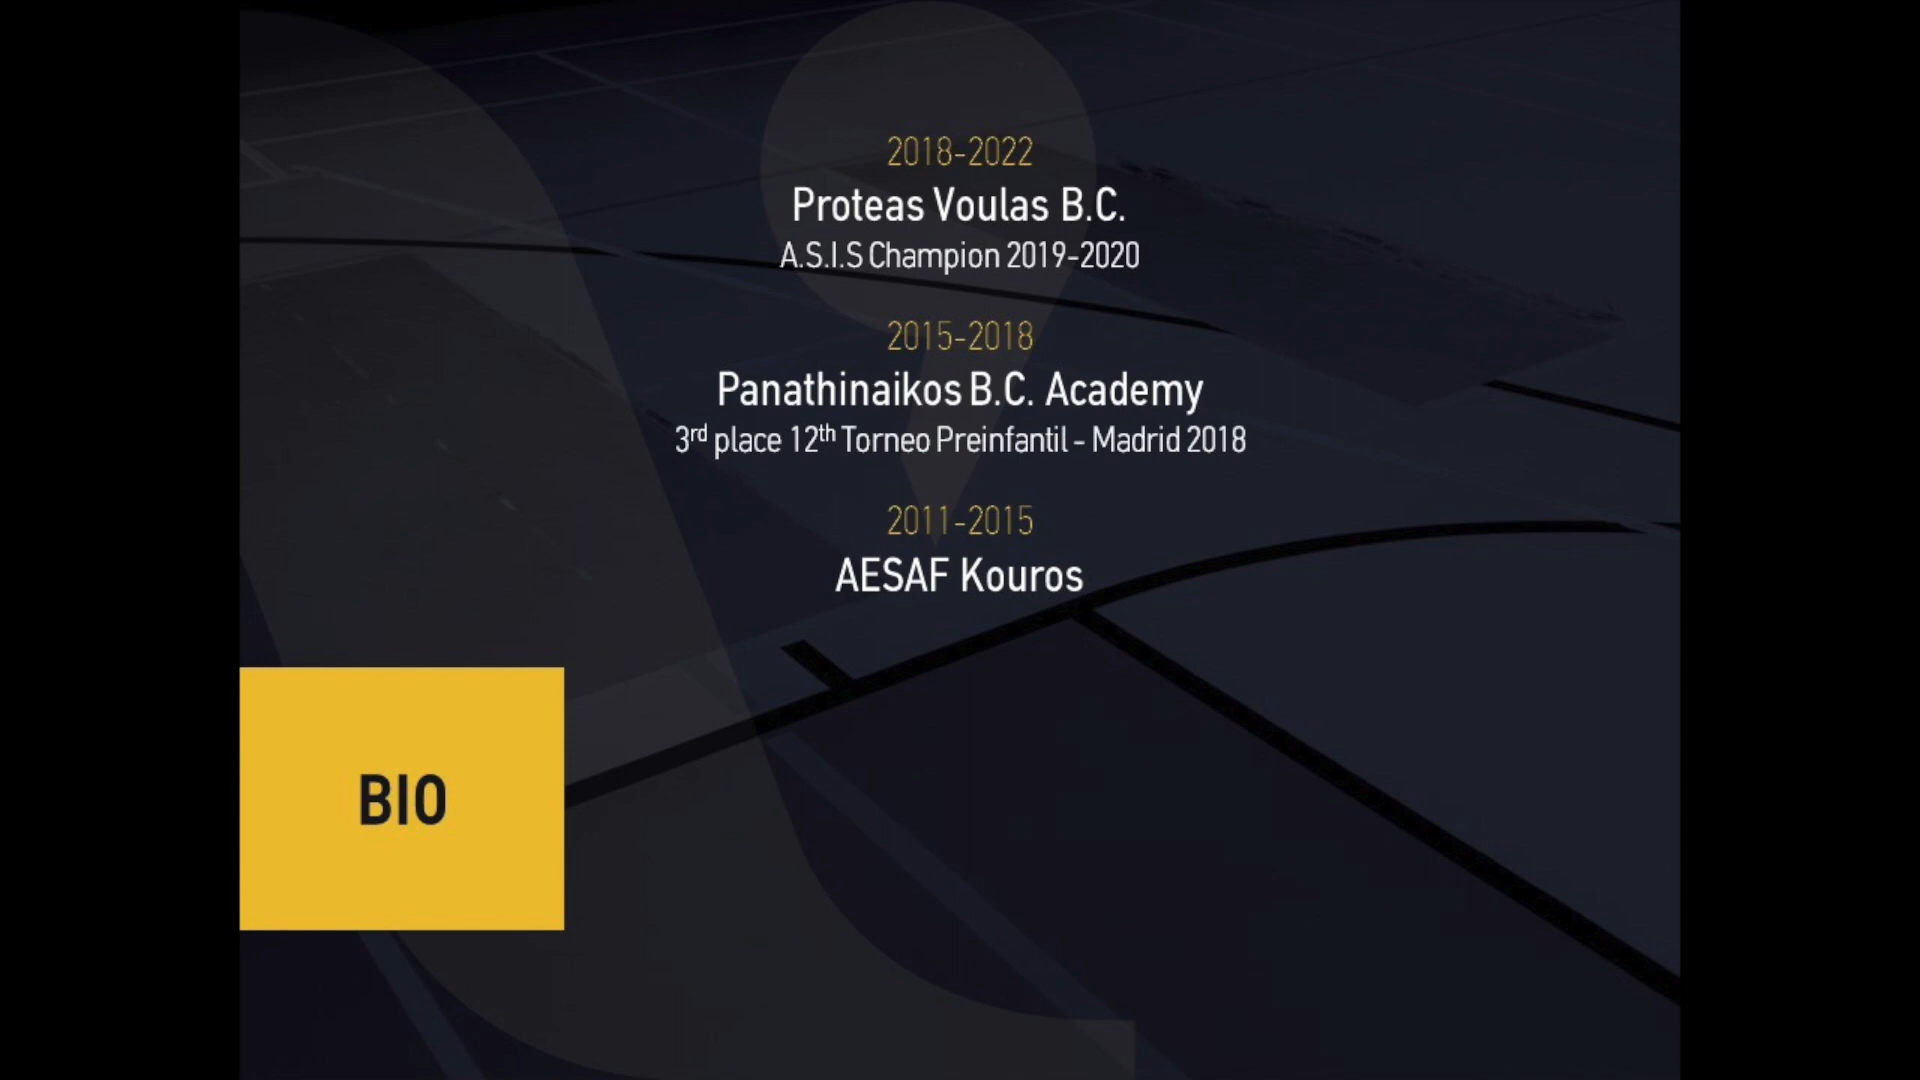 2018-2022
Proteas Voulas B.C.
A.S.I.S Champion 2019-2020
2015-2018
Panathinaikos B.C. Academy
3rd place 12th Torneo Preinfantil - Madrid 2018
2011-2015
AESAF Kouros
BIO